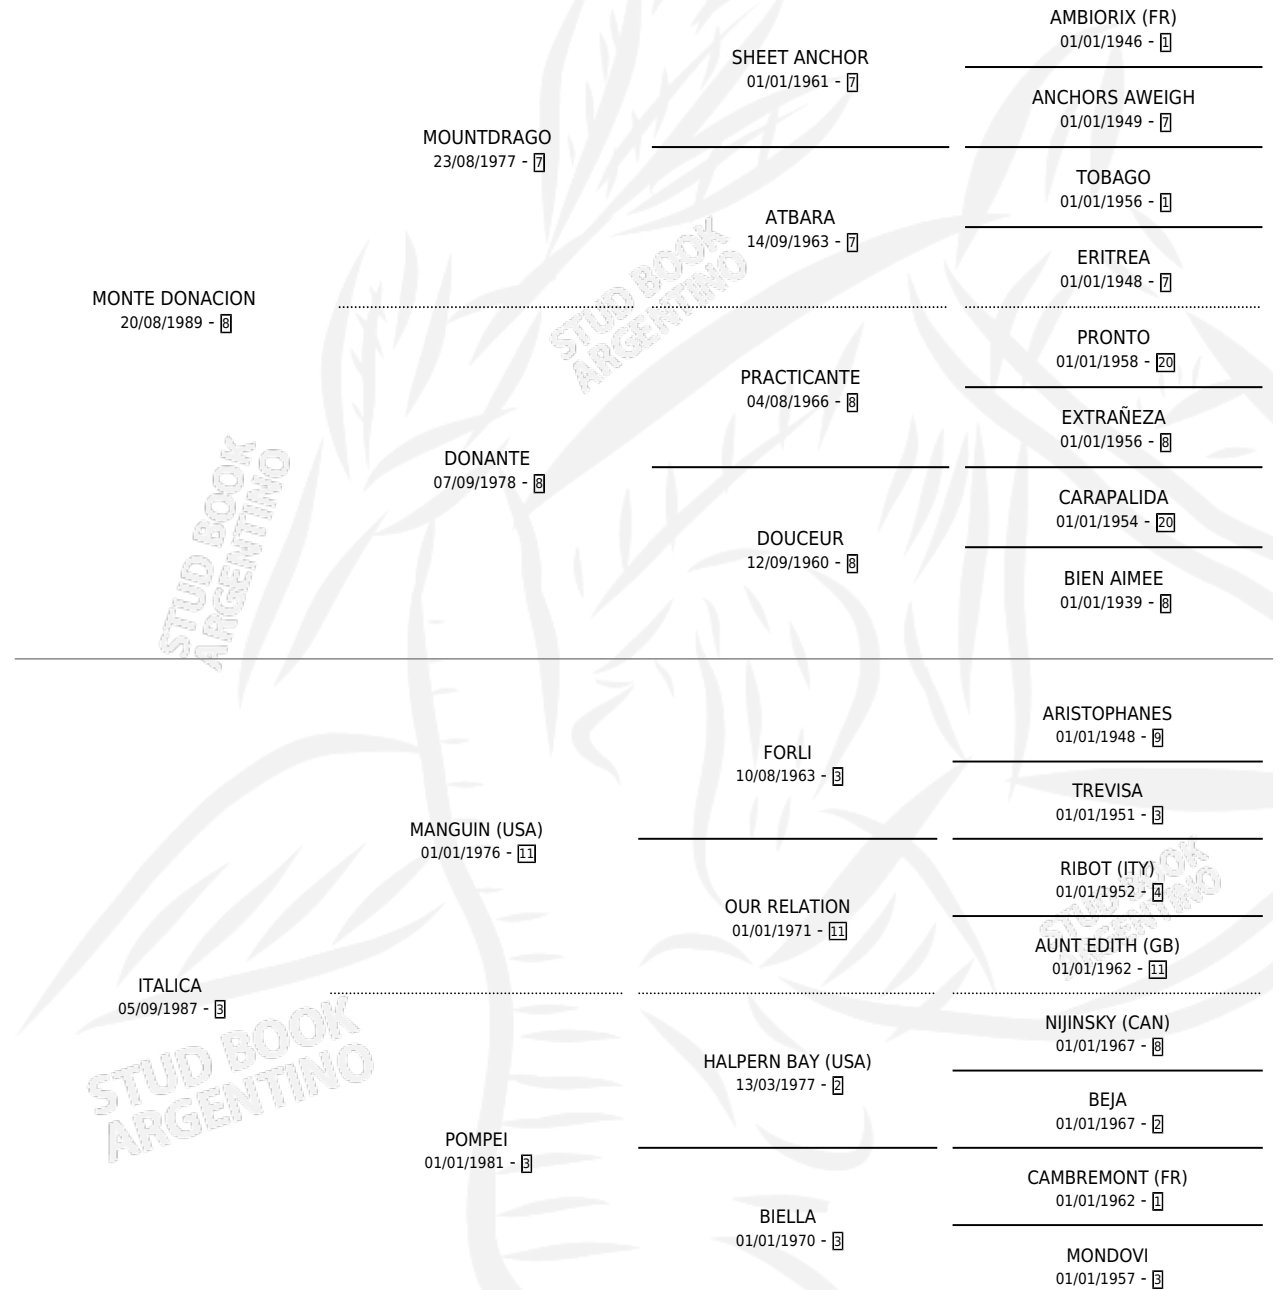 AMBIORIX (FR)
01/01/1946 - 1
SHEET ANCHOR
01/01/1961 - 7
ANCHORS AWEIGH
01/01/1949 - 7
MOUNTDRAGO
23/08/1977 - 7
TOBAGO
01/01/1956 - 1
ATBARA
14/09/1963 - 7
ERITREA
01/01/1948 - 7
MONTE DONACION
20/08/1989 - 8
PRONTO
01/01/1958 - 20
PRACTICANTE
04/08/1966 - 8
EXTRAÑEZA
01/01/1956 - 8
DONANTE
07/09/1978 - 8
CARAPALIDA
01/01/1954 - 20
DOUCEUR
12/09/1960 - 8
BIEN AIMEE
01/01/1939 - 8
ARISTOPHANES
01/01/1948 - 9
FORLI
10/08/1963 - 3
TREVISA
01/01/1951 - 3
MANGUIN (USA)
01/01/1976 - 11
RIBOT (ITY)
01/01/1952 - 4
OUR RELATION
01/01/1971 - 11
AUNT EDITH (GB)
01/01/1962 - 11
ITALICA
05/09/1987 - 3
NIJINSKY (CAN)
01/01/1967 - 8
HALPERN BAY (USA)
13/03/1977 - 2
BEJA
01/01/1967 - 2
POMPEI
01/01/1981 - 3
CAMBREMONT (FR)
01/01/1962 - 1
BIELLA
01/01/1970 - 3
MONDOVI
01/01/1957 - 3
STUD BOOK
ARGENTINO
STUD BOOK
ARGENTINO
STUD BOOK
ARGENTINO
STUD BOOK
ARGENTINO